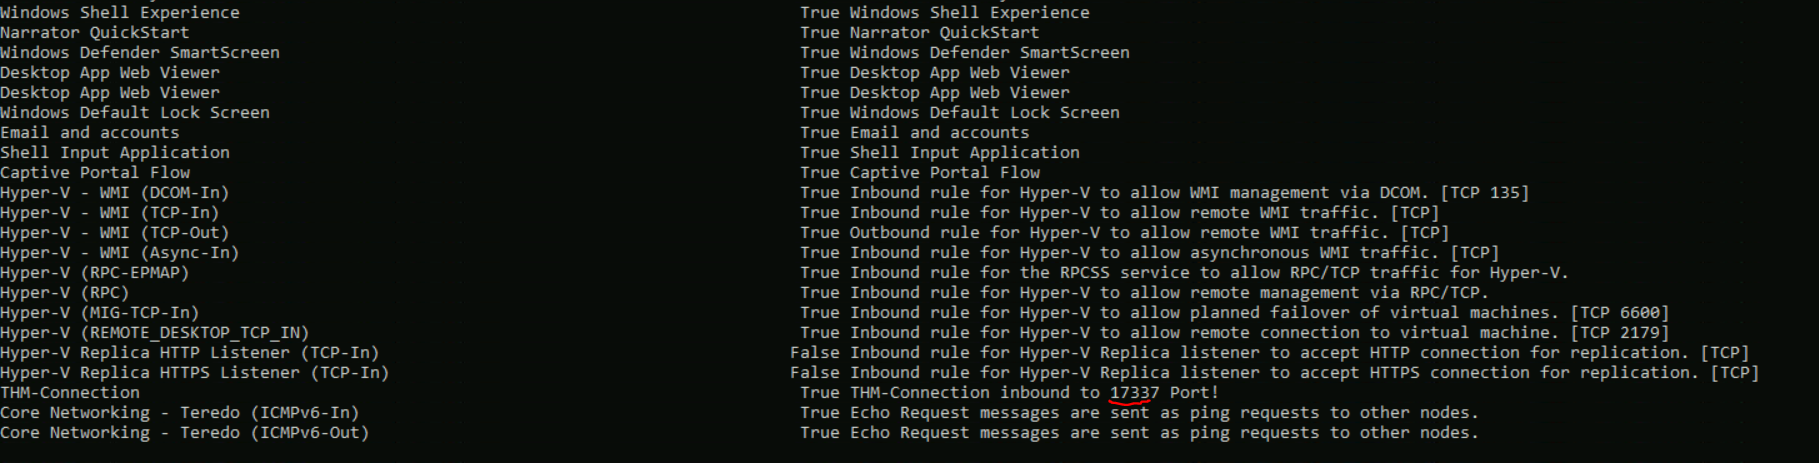 Windows Shell Experience True Windows Shell Experience
Narrator QuickStart True Narrator QuickStart
Windows Defender SmartScreen True Windows Defender SmartScreen
Desktop App Web Viewer True Desktop App Web Viewer
Desktop App Web Viewer True Desktop App Web Viewer
Windows Default Lock Screen True Windows Default Lock Screen
Email and accounts True Email and accounts
Shell Input Application True Shell Input Application
Captive Portal Flow True Captive Portal Flow
Hyper-V - WMI (DCOM-In) True Inbound rule for Hyper-V to allow WMI management via DCOM. [TCP 135]
Hyper-V - WMI (TCP-In) True Inbound rule for Hyper-V to allow remote WMI traffic. [TCP]
Hyper-V - WMI (TCP-Out) True Outbound rule for Hyper-V to allow remote WMI traffic. [TCP]
Hyper-V - WMI (Async-In) True Inbound rule for Hyper-V to allow asynchronous WMI traffic. [TCP]
Hyper-V (RPC-EPMAP) True Inbound rule for the RPCSS service to allow RPC/TCP traffic for Hyper-V.
Hyper-V (RPC) True Inbound rule for Hyper-V to allow remote management via RPC/TCP.
Hyper-V (MIG-TCP-In) True Inbound rule for Hyper-V to allow planned failover of virtual machines. [TCP 6600]
Hyper-V (REMOTE_DESKTOP_TCP_IN) True Inbound rule for Hyper-V to allow remote connection to virtual machine. [TCP 2179]
Hyper-V Replica HTTP Listener (TCP-In) False Inbound rule for Hyper-V Replica listener to accept HTTP connection for replication. [TCP]
Hyper-V Replica HTTPS Listener (TCP-In) False Inbound rule for Hyper-V Replica listener to accept HTTPS connection for replication. [TCP]
THM-Connection True THM-Connection inbound to 17337 Port!
Core Networking - Teredo (ICMPv6-In) True Echo Request messages are sent as ping requests to other nodes.
Core Networking - Teredo (ICMPv6-Out) True Echo Request messages are sent as ping requests to other nodes.